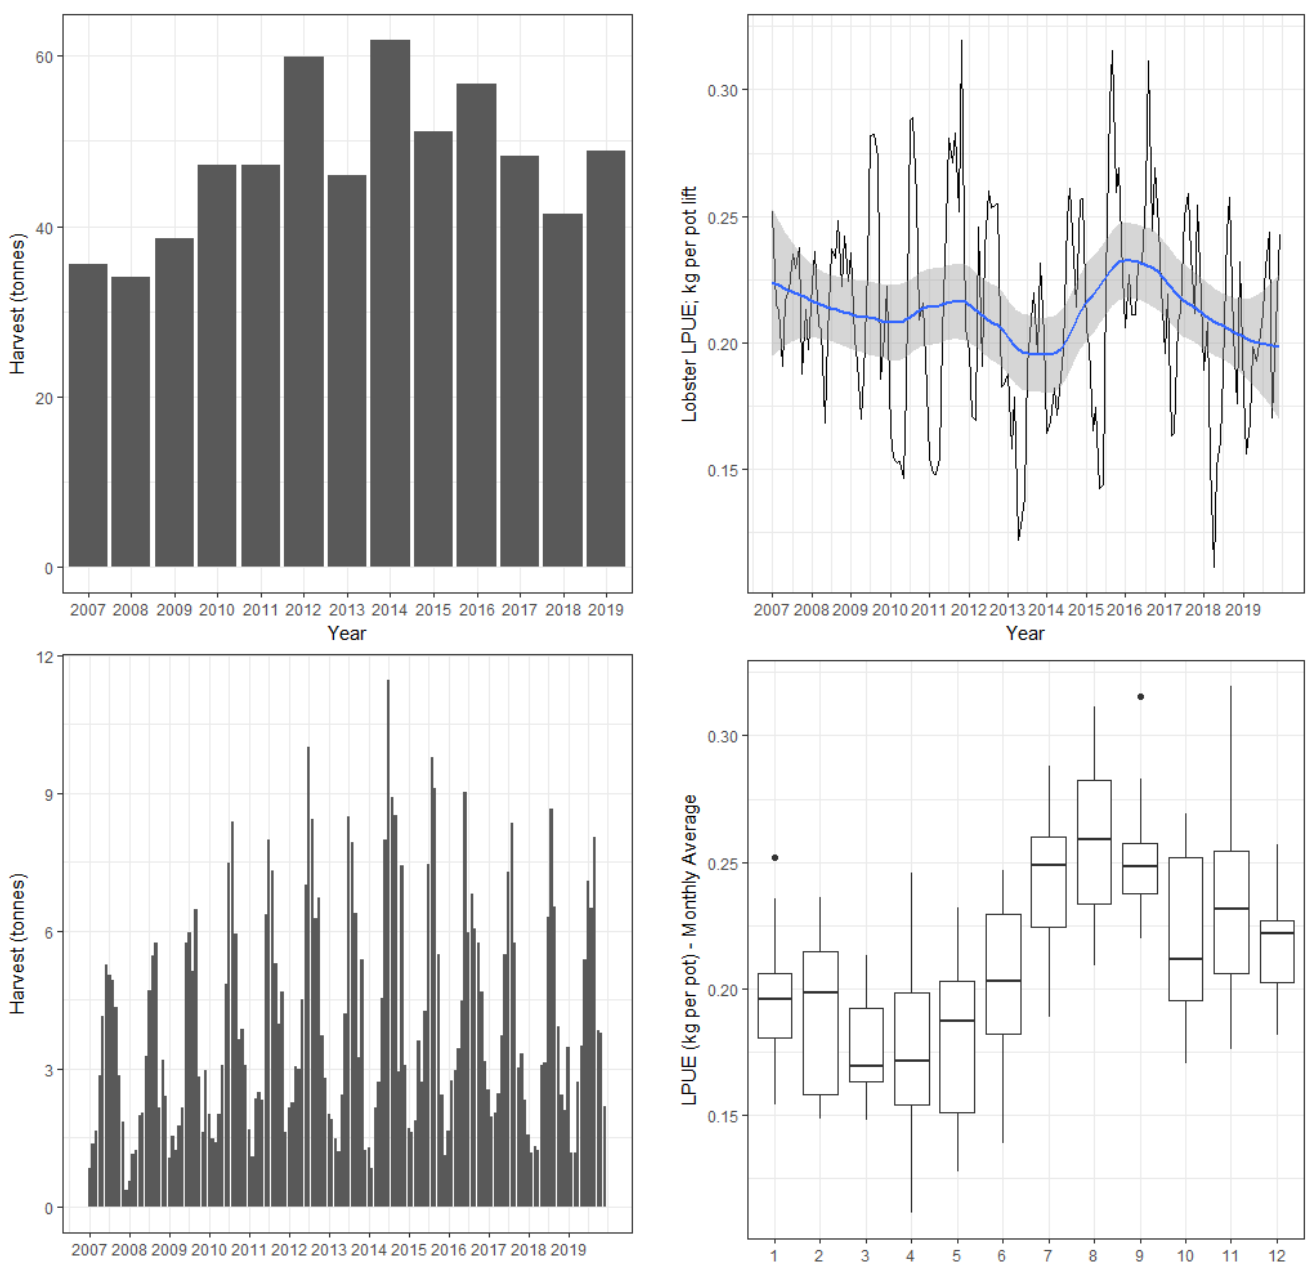 Harvest (tonnes)
60
40
20
0
2007 2008 2009 2010 2011 2012 2013 2014 2015 2016 2017 2018 2019
Year
Lobster LPUE; kg per pot lift
0.30
0.25
0.20
0.15
2007 2008 2009 2010 2011 2012 2013 2014 2015 2016 2017 2018 2019
Year
Harvest (tonnes)
12
9
6
3
0
2007 2008 2009 2010 2011 2012 2013 2014 2015 2016 2017 2018 2019
LPUE (kg per pot) - Monthly Average
0.30
0.25
0.20
0.15
1 2 3 4 5 6 7 8 9 10 11 12